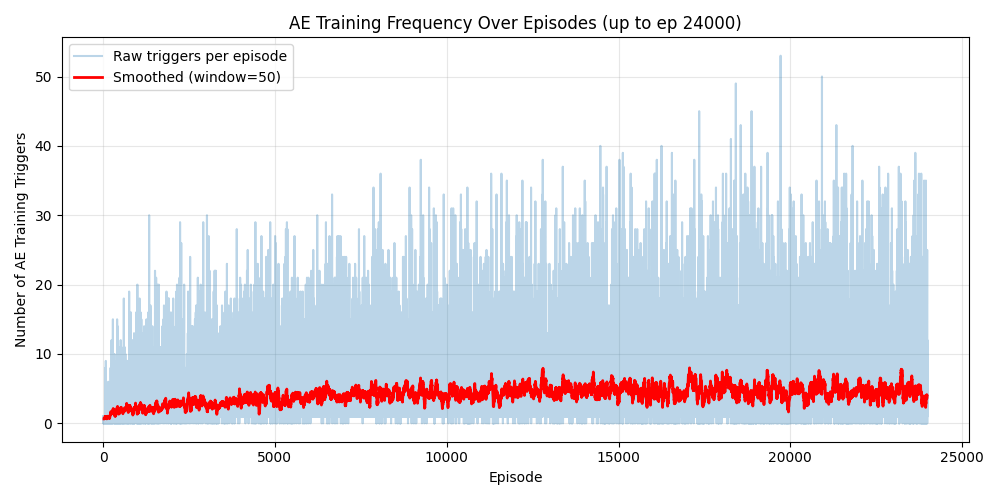 AE Training Frequency Over Episodes (up to ep 24000)
Raw triggers per episode
Smoothed (window=50)
Number of AE Training Triggers
50
40
30
20
10
0
0 5000 10000 15000 20000 25000
Episode